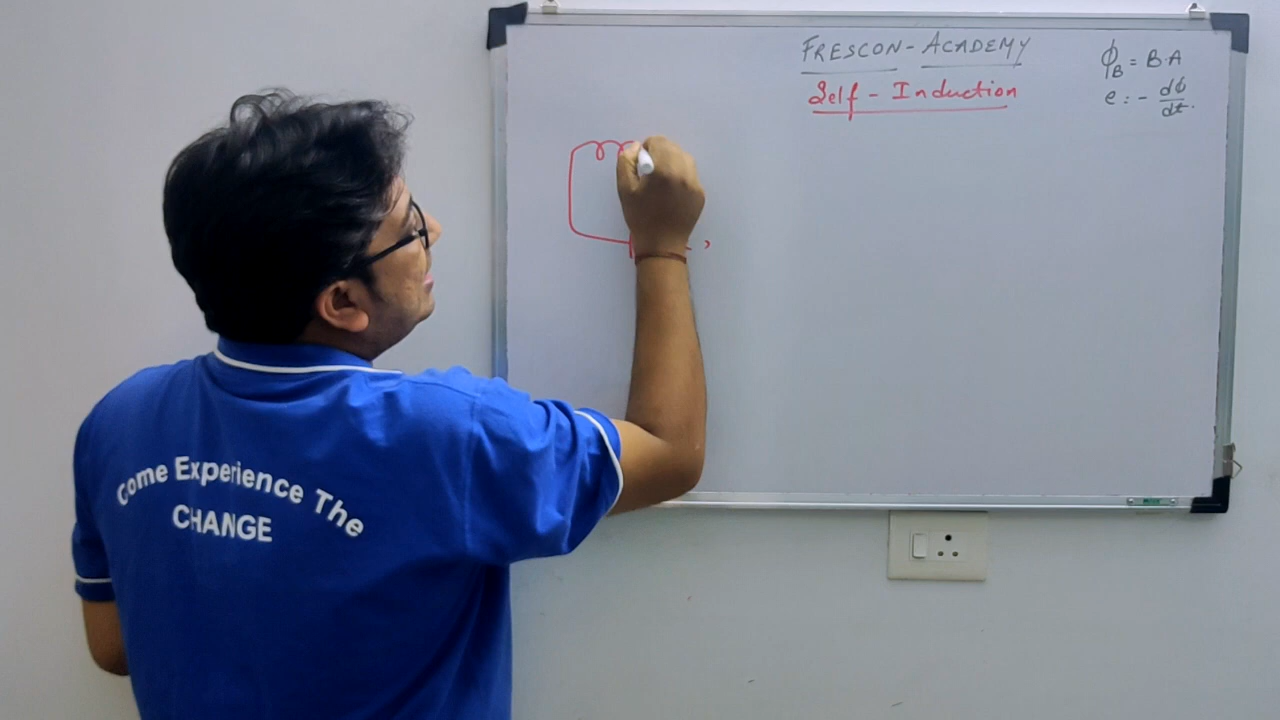 FRESCON - ACADEMY
Self - Induction
ϕB = B·A
e : - dϕ/dt.
Come Experience The
CHANGE